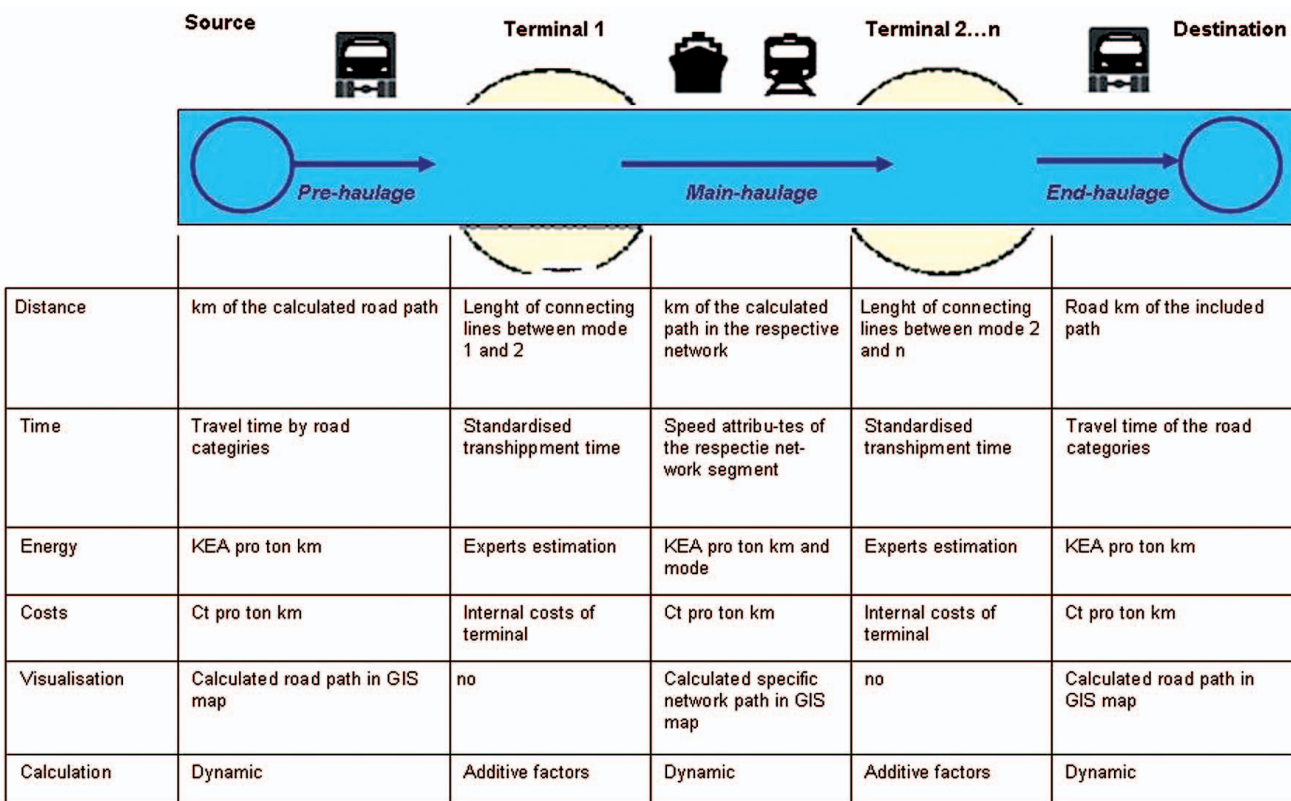 Source
Terminal 1
Terminal 2...n
Destination
Pre-haulage
Main-haulage
End-haulage
Distance
km of the calculated road path
Lenght of connecting
lines between mode
1 and 2
km of the calculated
path in the respective
network
Lenght of connecting
lines between mode 2
and n
Road km of the included
path
Time
Travel time by road
categiries
Standardised
transhippment time
Speed attribu-tes of
the respectie net-
work segment
Standardised
transhipment time
Travel time of the road
categories
Energy
KEA pro ton km
Experts estimation
KEA pro ton km and
mode
Experts estimation
KEA pro ton km
Costs
Ct pro ton km
Internal costs of
terminal
Ct pro ton km
Internal costs of
terminal
Ct pro ton km
Visualisation
Calculated road path in GIS
map
no
Calculated specific
network path in GIS
map
no
Calculated road path in
GIS map
Calculation
Dynamic
Additive factors
Dynamic
Additive factors
Dynamic